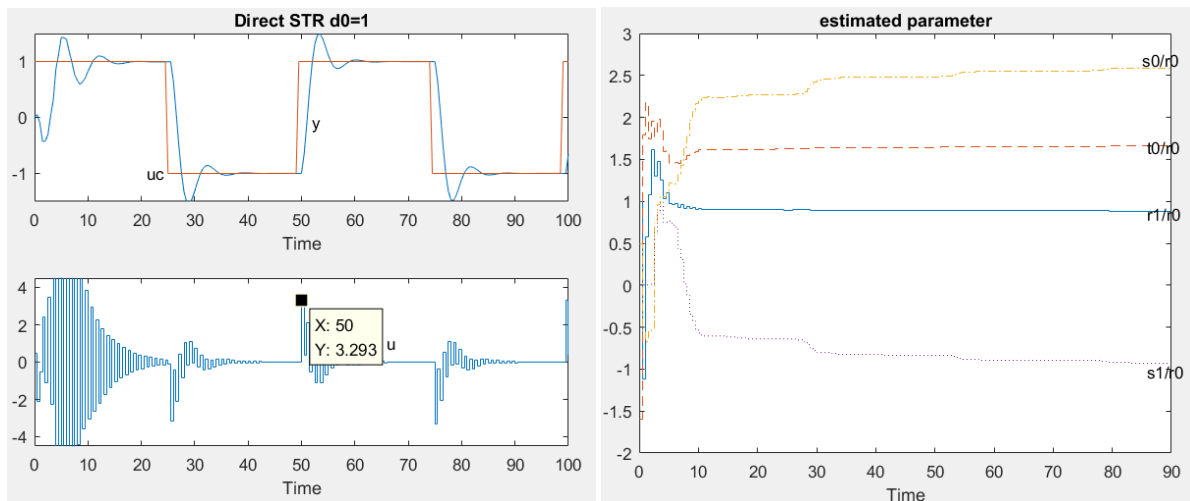 Direct STR d0=1
1
0
-1
y
uc
0 10 20 30 40 50 60 70 80 90 100
Time
4
2
0
-2
-4
X: 50
Y: 3.293
u
0 10 20 30 40 50 60 70 80 90 100
Time
estimated parameter
3
2.5
2
1.5
1
0.5
0
-0.5
-1
-1.5
-2
s0/r0
t0/r0
r1/r0
s1/r0
0 10 20 30 40 50 60 70 80 90
Time